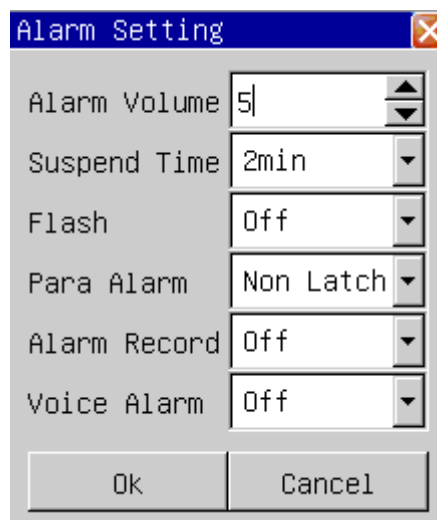 Alarm Setting
Alarm Volume 5
Suspend Time 2min
Flash Off
Para Alarm Non Latch
Alarm Record Off
Voice Alarm Off
Ok Cancel